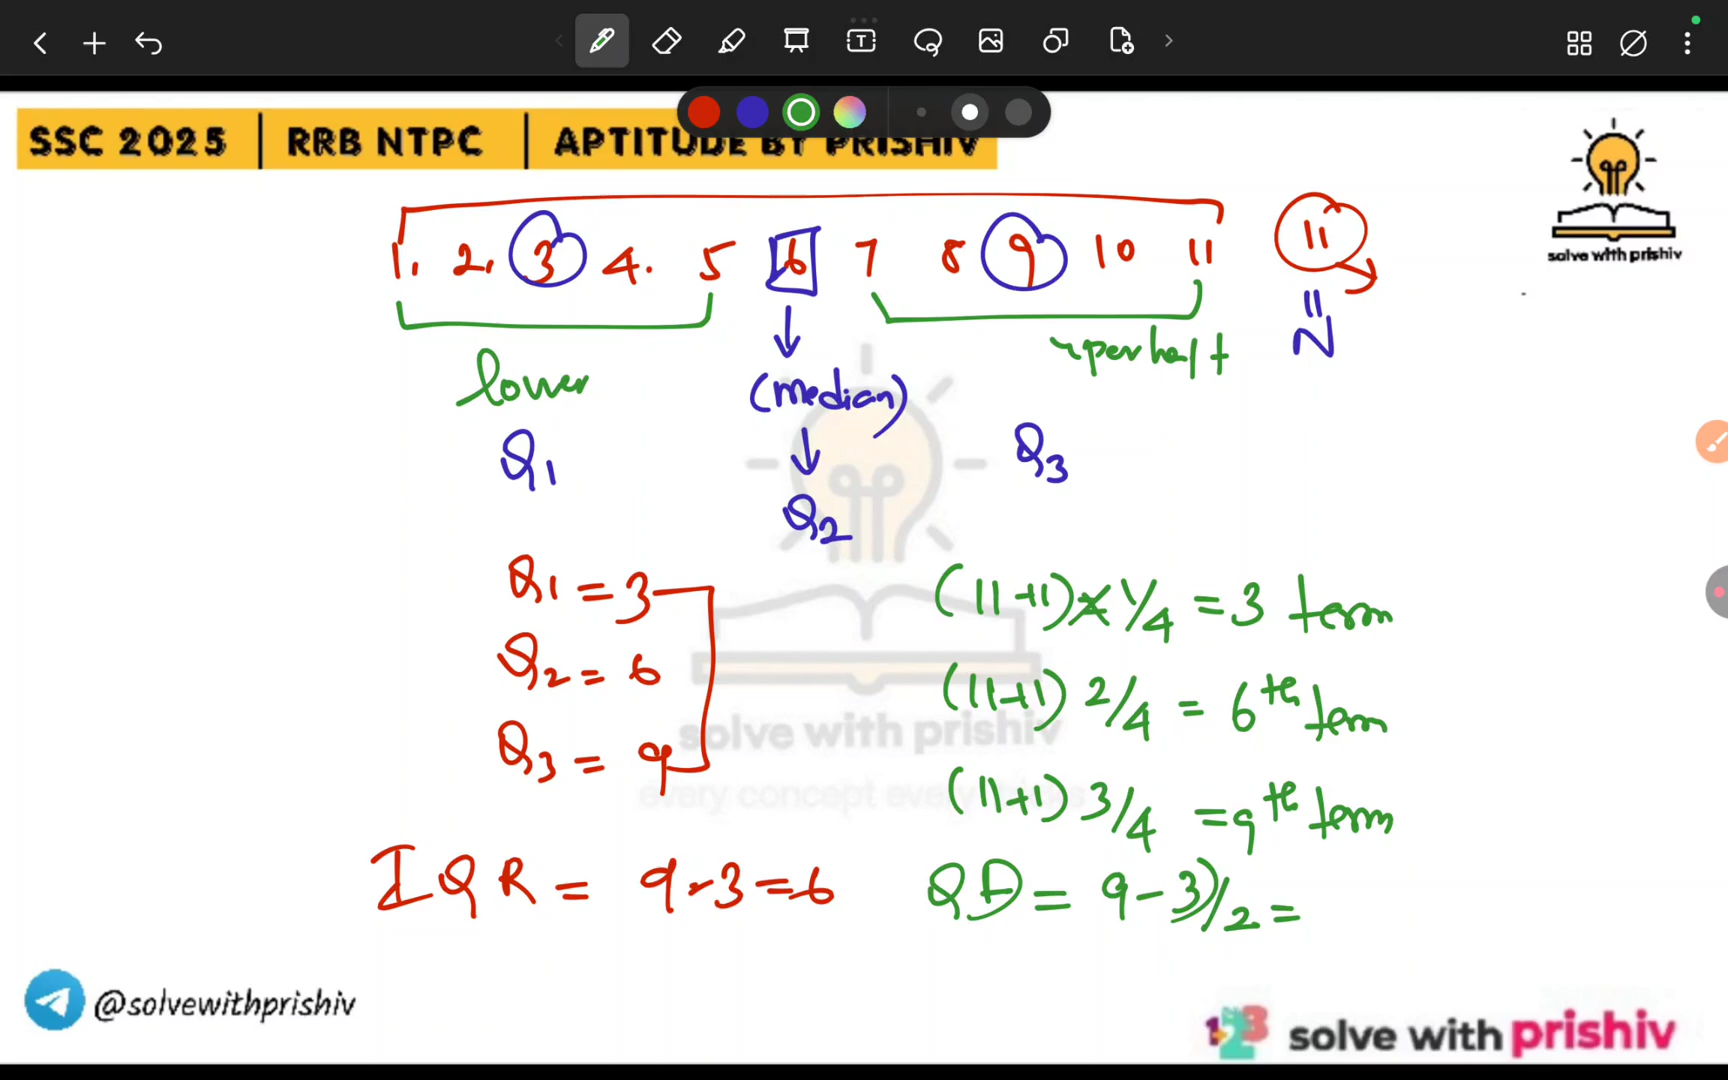 SSC 2025 | RRB NTPC | APTITUDE BY PRISHIV
solve with prishiv
1. 2. 3 4. 5 6 7 8 9 10 11 11
= N
lower (median) upper half
Q1 Q2 Q3
Q1 = 3
Q2 = 6
Q3 = 9
(11+1) x 1/4 = 3 term
(11+1) 2/4 = 6th term
(11+1) 3/4 = 9th term
solve with prishiv
every concept every
IQR = 9-3=6
QD = 9-3)/2 =
@solvewithprishiv
123 solve with prishiv